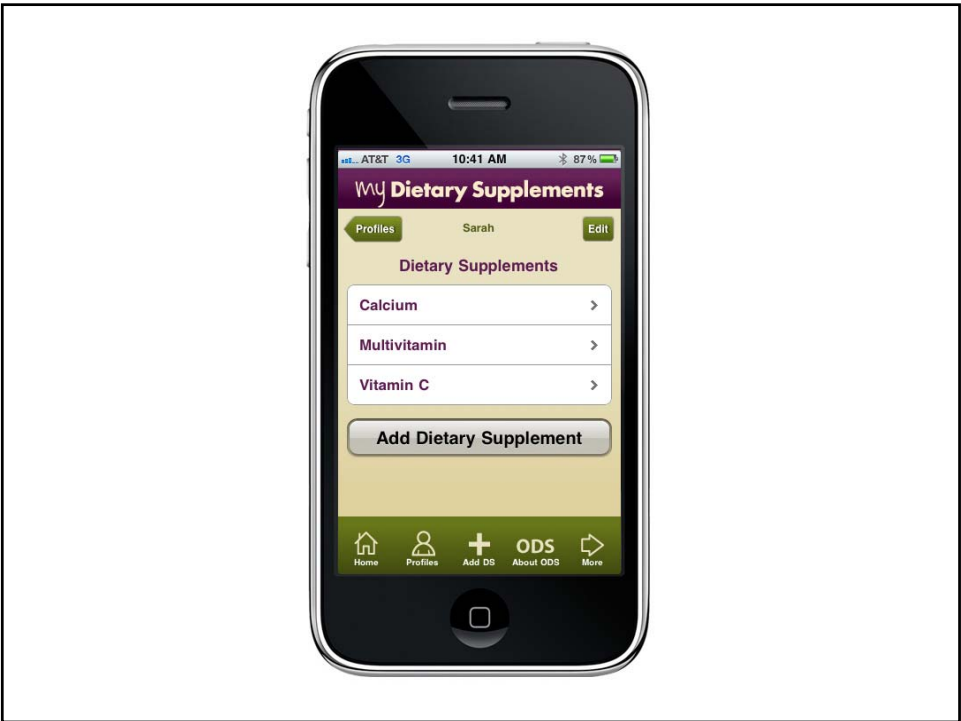 AT&T 3G 10:41 AM 87%
My Dietary Supplements
Profiles Sarah Edit
Dietary Supplements
Calcium
Multivitamin
Vitamin C
Add Dietary Supplement
ODS
Home Profiles Add DS About ODS More